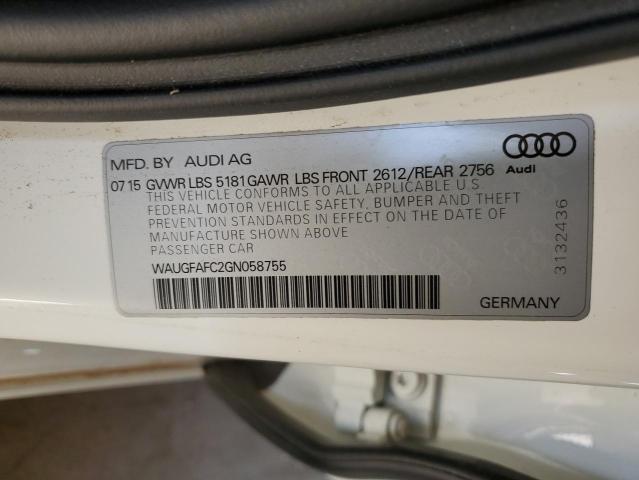 MFD. BY AUDI AG
07 15 GVWR LBS 5181 GAWR LBS FRONT 2612/REAR 2756
THIS VEHICLE CONFORMS TO ALL APPLICABLE U.S
FEDERAL MOTOR VEHICLE SAFETY, BUMPER AND THEFT
PREVENTION STANDARDS IN EFFECT ON THE DATE OF
MANUFACTURE SHOWN ABOVE
PASSENGER CAR
WAUGFAFC2GN058755
GERMANY
Audi
3132436